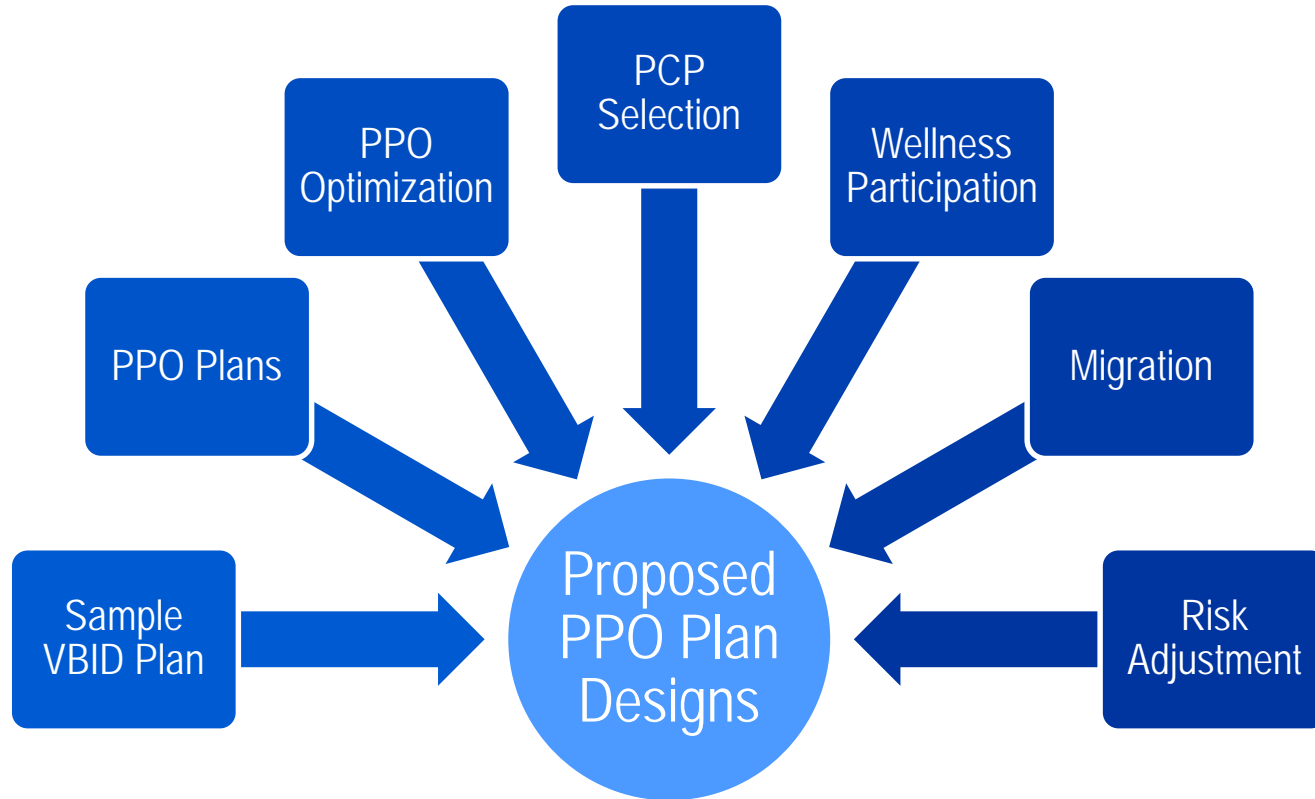 Sample
VBID Plan
PPO Plans
PPO
Optimization
PCP
Selection
Wellness
Participation
Migration
Risk
Adjustment
Proposed
PPO Plan
Designs